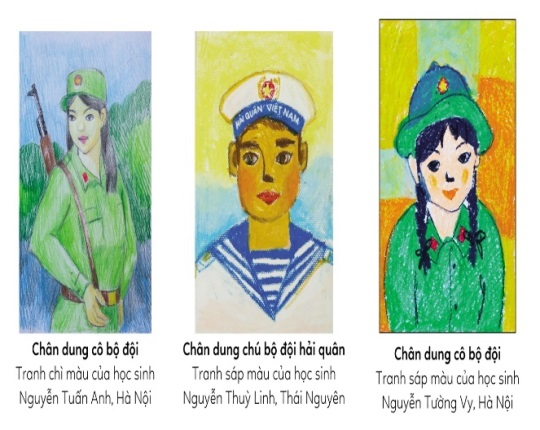 HẢI QUÂN VIỆT NAM
Chân dung cô bộ đội
Tranh chì màu của học sinh
Nguyễn Tuấn Anh, Hà Nội
Chân dung chú bộ đội hải quân
Tranh sáp màu của học sinh
Nguyễn Thuỳ Linh, Thái Nguyên
Chân dung cô bộ đội
Tranh sáp màu của học sinh
Nguyễn Tường Vy, Hà Nội